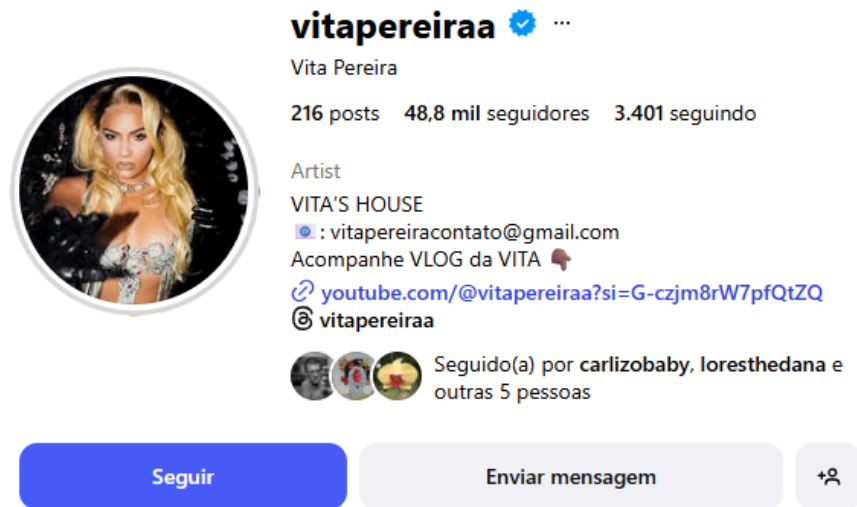 vitapereiraa
Vita Pereira
216 posts 48,8 mil seguidores 3.401 seguindo
Artist
VITA'S HOUSE
📧: vitapereiracontato@gmail.com
Acompanhe VLOG da VITA 👇🏾
youtube.com/@vitapereiraa?si=G-czjm8rW7pfQtZQ
vitapereiraa
Seguido(a) por carlizobaby, loresthedana e
outras 5 pessoas
Seguir Enviar mensagem